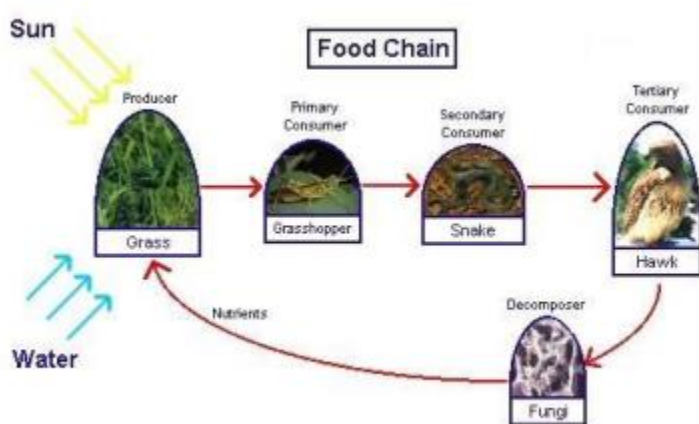 Sun
Food Chain
Producer
Primary
Consumer
Secondary
Consumer
Tertiary
Consumer
Grass
Grasshopper
Snake
Hawk
Nutrients
Decomposer
Water
Fungi